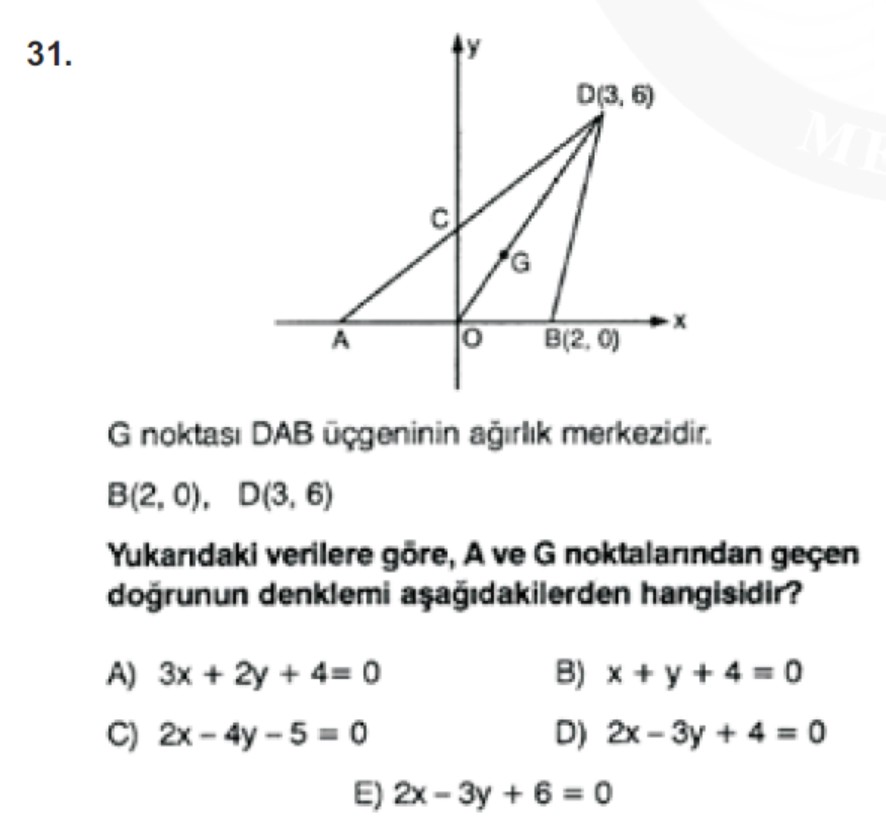 31.
y
D(3, 6)
C
G
x
A
O
B(2, 0)
G noktası DAB üçgeninin ağırlık merkezidir.
B(2, 0), D(3, 6)
Yukarıdaki verilere göre, A ve G noktalarından geçen
doğrunun denklemi aşağıdakilerden hangisidir?
A) 3x + 2y + 4= 0
B) x + y + 4 = 0
C) 2x – 4y – 5 = 0
D) 2x – 3y + 4 = 0
E) 2x – 3y + 6 = 0